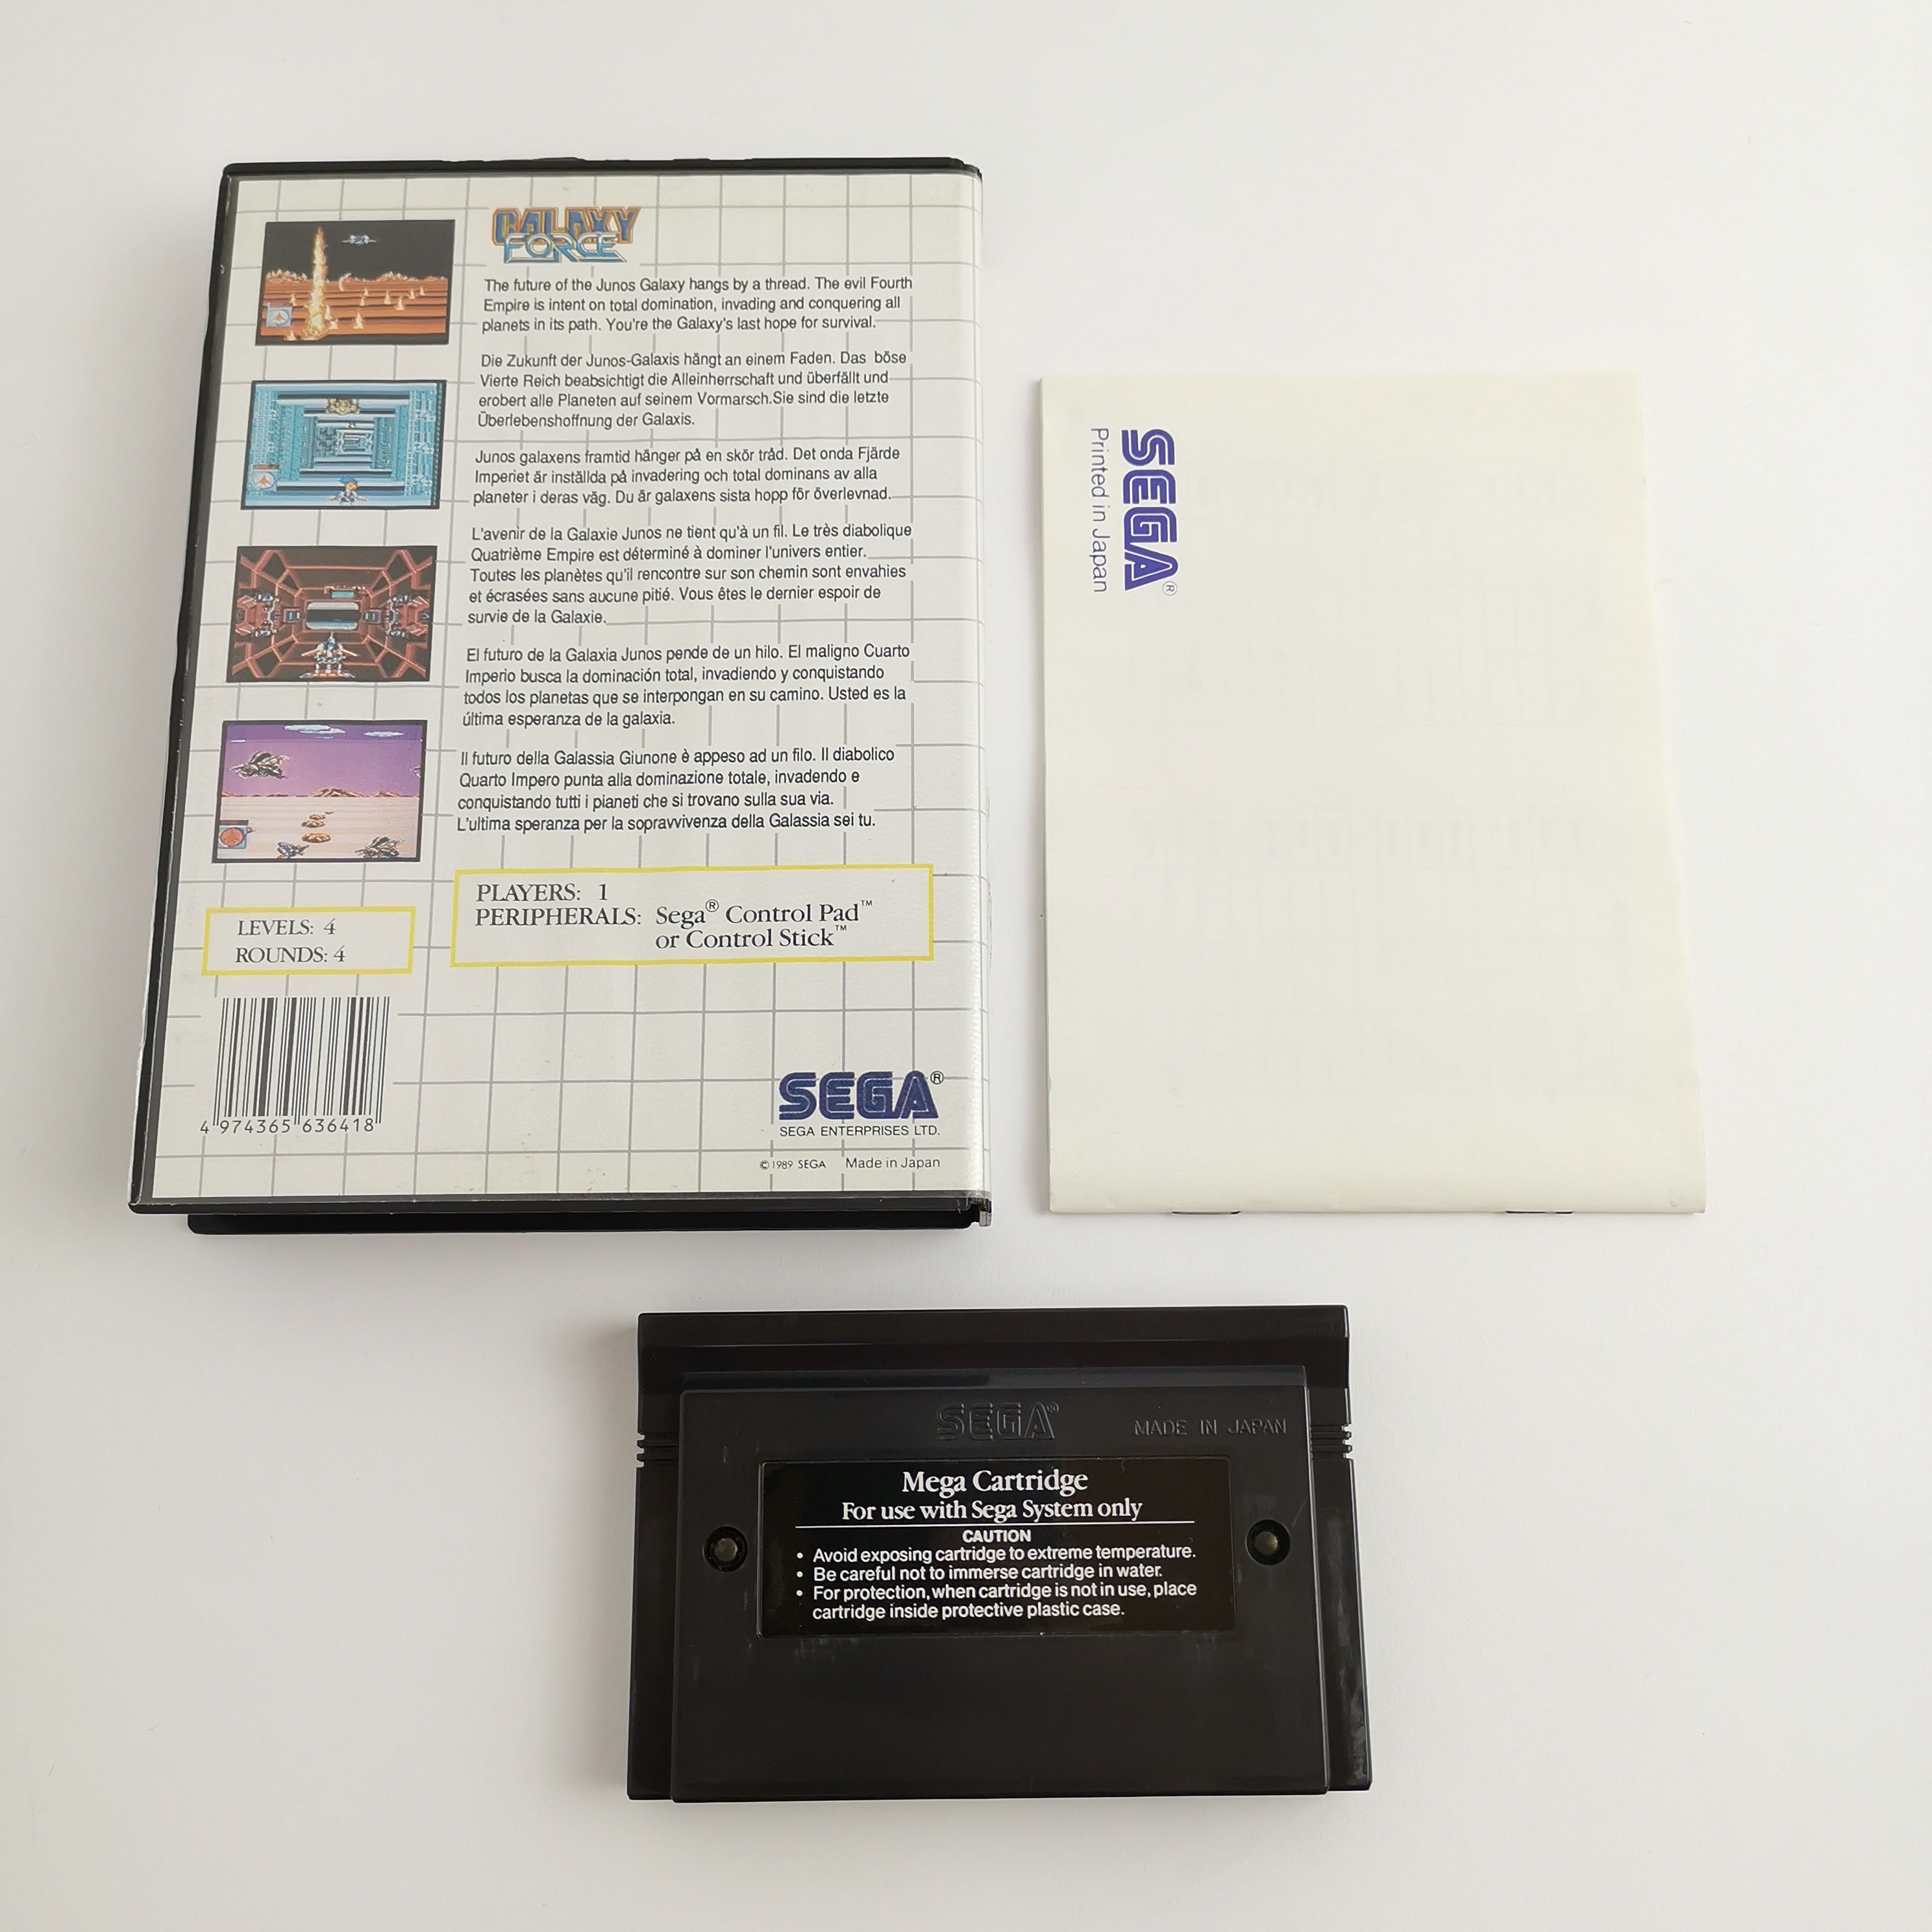 GALAXY
FORCE
The future of the Junos Galaxy hangs by a thread. The evil Fourth
Empire is intent on total domination, invading and conquering all
planets in its path. You're the Galaxy's last hope for survival.
Die Zukunft der Junos-Galaxis hängt an einem Faden. Das böse
Vierte Reich beabsichtigt die Alleinherrschaft und überfällt und
erobert alle Planeten auf seinem Vormarsch.Sie sind die letzte
Überlebenshoffnung der Galaxis.
Junos galaxens framtid hänger på en skör tråd. Det onda Fjärde
Imperiet är inställda på invadering och total dominans av alla
planeter i deras väg. Du är galaxens sista hopp för överlevnad.
L'avenir de la Galaxie Junos ne tient qu'à un fil. Le très diabolique
Quatrième Empire est déterminé à dominer l'univers entier.
Toutes les planètes qu'il rencontre sur son chemin sont envahies
et écrasées sans aucune pitié. Vous êtes le dernier espoir de
survie de la Galaxie.
El futuro de la Galaxia Junos pende de un hilo. El maligno Cuarto
Imperio busca la dominación total, invadiendo y conquistando
todos los planetas que se interpongan en su camino. Usted es la
última esperanza de la galaxia.
Il futuro della Galassia Giunone è appeso ad un filo. Il diabolico
Quarto Impero punta alla dominazione totale, invadendo e
conquistando tutti i pianeti che si trovano sulla sua via.
L'ultima speranza per la sopravvivenza della Galassia sei tu.
LEVELS: 4
ROUNDS: 4
PLAYERS: 1
PERIPHERALS: Sega® Control Pad™
or Control Stick™
4 974365 636418
SEGA®
SEGA ENTERPRISES LTD.
©1989 SEGA Made in Japan
SEGA®
Printed in Japan
SEGA®
MADE IN JAPAN
Mega Cartridge
For use with Sega System only
CAUTION
• Avoid exposing cartridge to extreme temperature.
• Be careful not to immerse cartridge in water.
• For protection, when cartridge is not in use, place
cartridge inside protective plastic case.